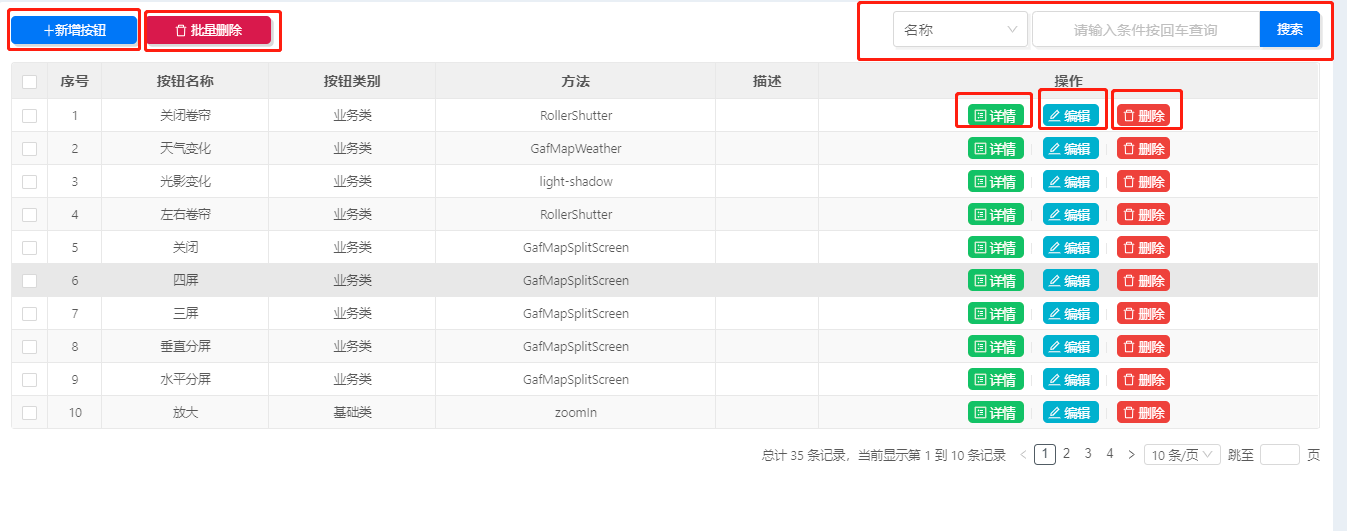 新增按钮 批量删除 名称 请输入条件按回车查询 搜索
序号 按钮名称 按钮类别 方法 描述 操作
1 关闭卷帘 业务类 RollerShutter 详情 编辑 删除
2 天气变化 业务类 GafMapWeather 详情 编辑 删除
3 光影变化 业务类 light-shadow 详情 编辑 删除
4 左右卷帘 业务类 RollerShutter 详情 编辑 删除
5 关闭 业务类 GafMapSplitScreen 详情 编辑 删除
6 四屏 业务类 GafMapSplitScreen 详情 编辑 删除
7 三屏 业务类 GafMapSplitScreen 详情 编辑 删除
8 垂直分屏 业务类 GafMapSplitScreen 详情 编辑 删除
9 水平分屏 业务类 GafMapSplitScreen 详情 编辑 删除
10 放大 基础类 zoomIn 详情 编辑 删除
总计 35 条记录，当前显示第 1 到 10 条记录 < 1 2 3 4 > 10 条/页 跳至 页